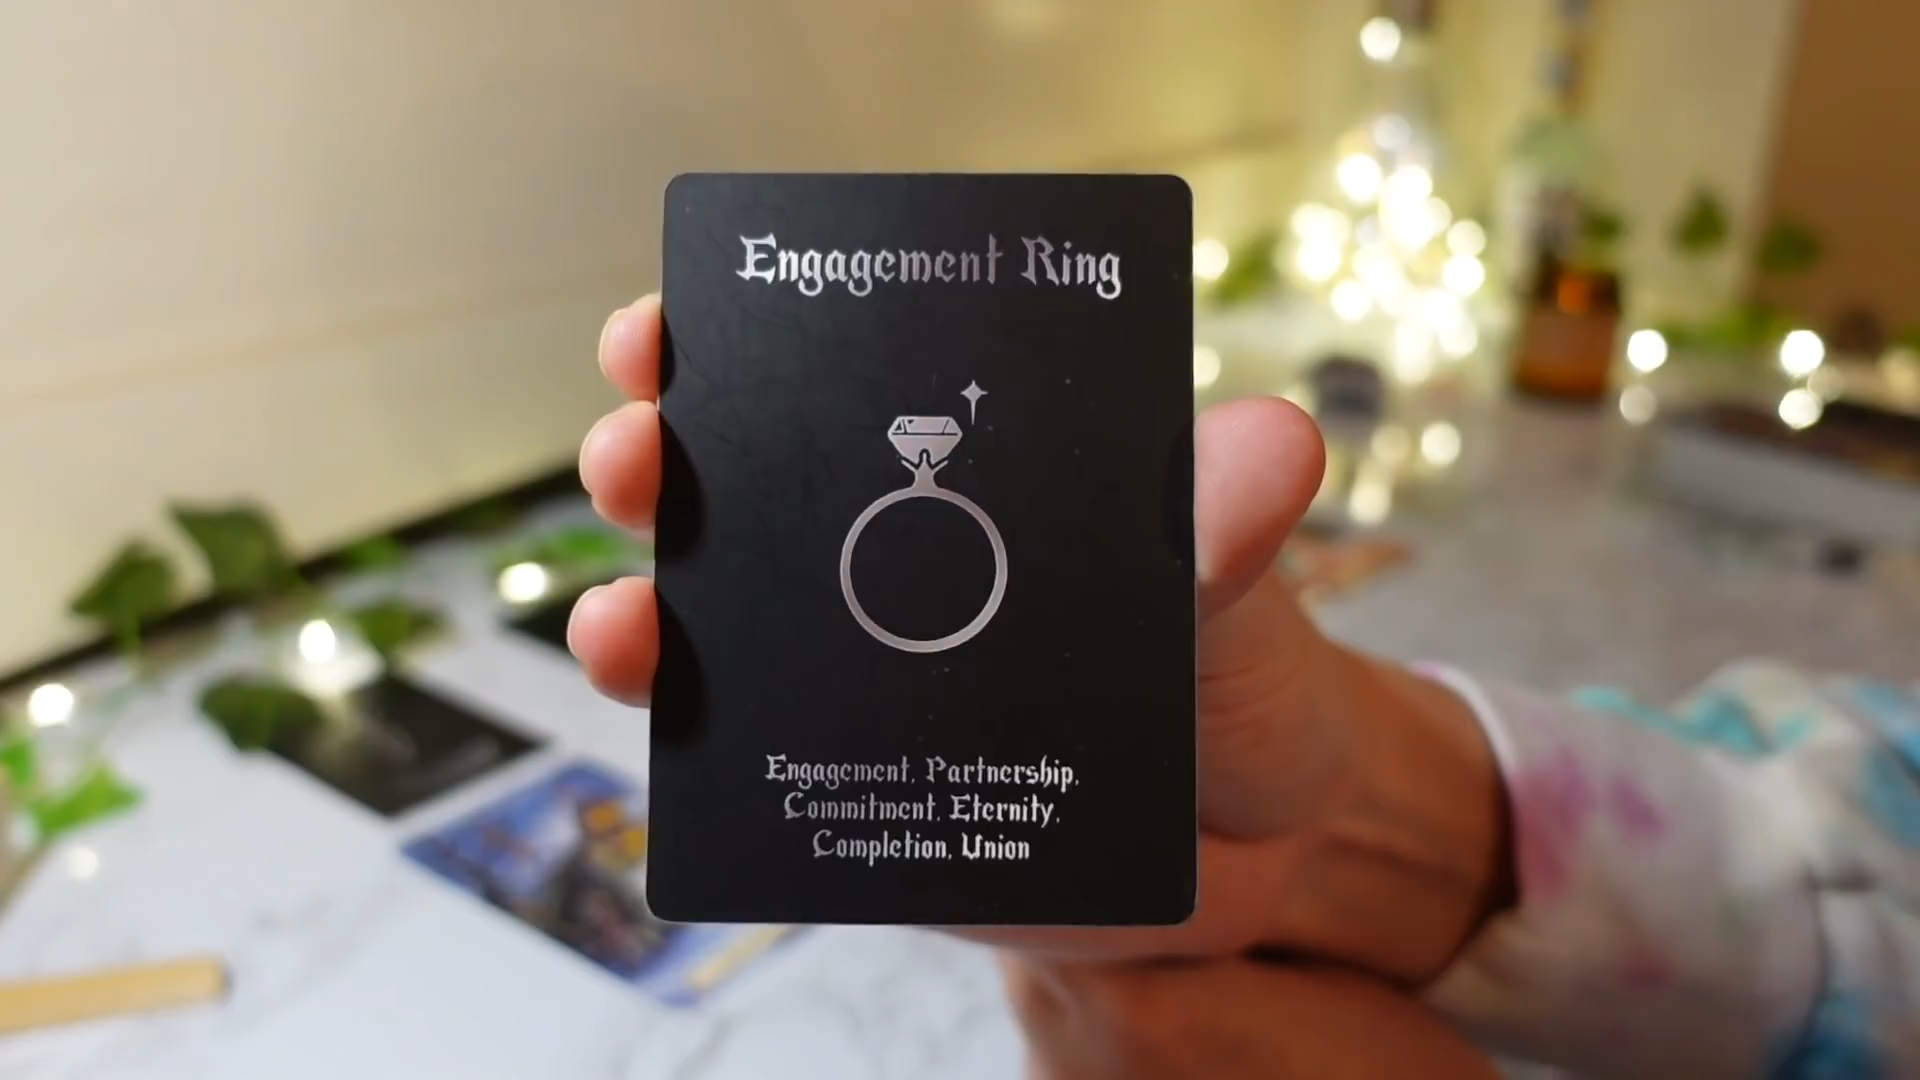 Engagement Ring
Engagement, Partnership,
Commitment, Eternity,
Completion, Union